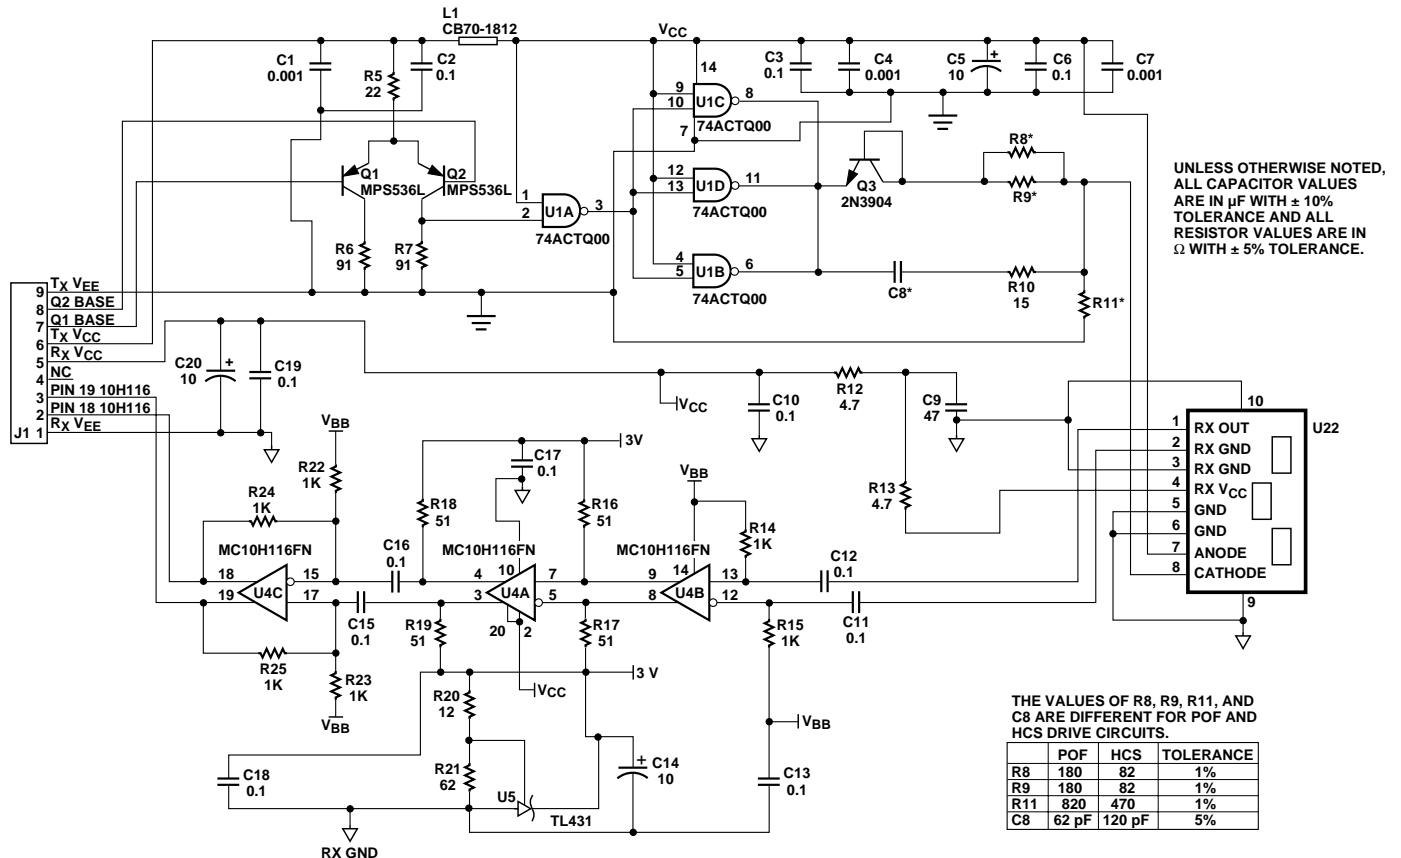 L1
CB70-1812
VCC
C1
0.001
R5
22
C2
0.1
14
9
10
U1C
8
74ACTQ00
7
C3
0.1
C4
0.001
C5
10
+
C6
0.1
C7
0.001
Q1
MPS536L
Q2
MPS536L
1
2
U1A
3
74ACTQ00
12
13
U1D
11
74ACTQ00
Q3
2N3904
R8*
R9*
UNLESS OTHERWISE NOTED,
ALL CAPACITOR VALUES
ARE IN µF WITH ± 10%
TOLERANCE AND ALL
RESISTOR VALUES ARE IN
Ω WITH ± 5% TOLERANCE.
R6
91
R7
91
4
5
U1B
6
74ACTQ00
C8*
R10
15
R11*
9 TX VEE
8 Q2 BASE
7 Q1 BASE
6 TX VCC
5 RX VCC
4 NC
3 PIN 19 10H116
2 PIN 18 10H116
J1 1 RX VEE
C20
10
+
C19
0.1
VCC
C10
0.1
R12
4.7
C9
47
10
U22
1 RX OUT
2 RX GND
3 RX GND
4 RX VCC
5 GND
6 GND
7 ANODE
8 CATHODE
9
VBB
R22
1K
R24
1K
R18
51
C17
0.1
3V
R16
51
VBB
R14
1K
R13
4.7
MC10H116FN
18
19
U4C
15
17
C16
0.1
MC10H116FN
10
4
3
U4A
7
5
20
2
MC10H116FN
14
9
8
U4B
13
12
C12
0.1
C11
0.1
C15
0.1
R19
51
R17
51
R15
1K
R25
1K
R23
1K
VBB
3 V
VCC
R20
12
VBB
R21
62
U5
TL431
+
C14
10
C13
0.1
C18
0.1
RX GND
THE VALUES OF R8, R9, R11, AND
C8 ARE DIFFERENT FOR POF AND
HCS DRIVE CIRCUITS.
POF HCS TOLERANCE
R8 180 82 1%
R9 180 82 1%
R11 820 470 1%
C8 62 pF 120 pF 5%